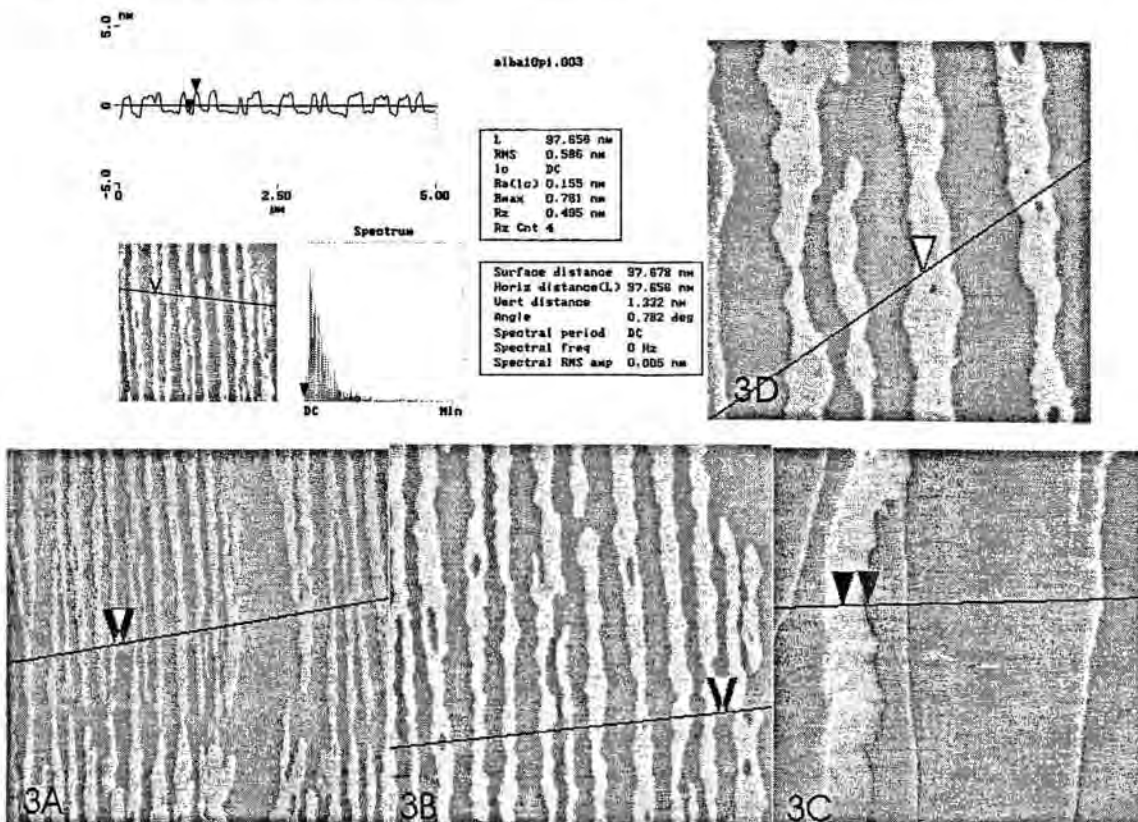 nM
5.0
0
-5.0
0
2.50
5.00
μM
Spectrum
DC
Min
aiba10pi.003
L 97.656 nM
RMS 0.586 nM
lc DC
Ra(lc) 0.155 nM
Rmax 0.781 nM
Rz 0.495 nM
Rz Cnt 4
Surface distance 97.678 nM
Horiz distance(L) 97.656 nM
Vert distance 1.332 nM
Angle 0.782 deg
Spectral period DC
Spectral freq 0 Hz
Spectral RMS amp 0.005 nM
3D
3A
3B
3C